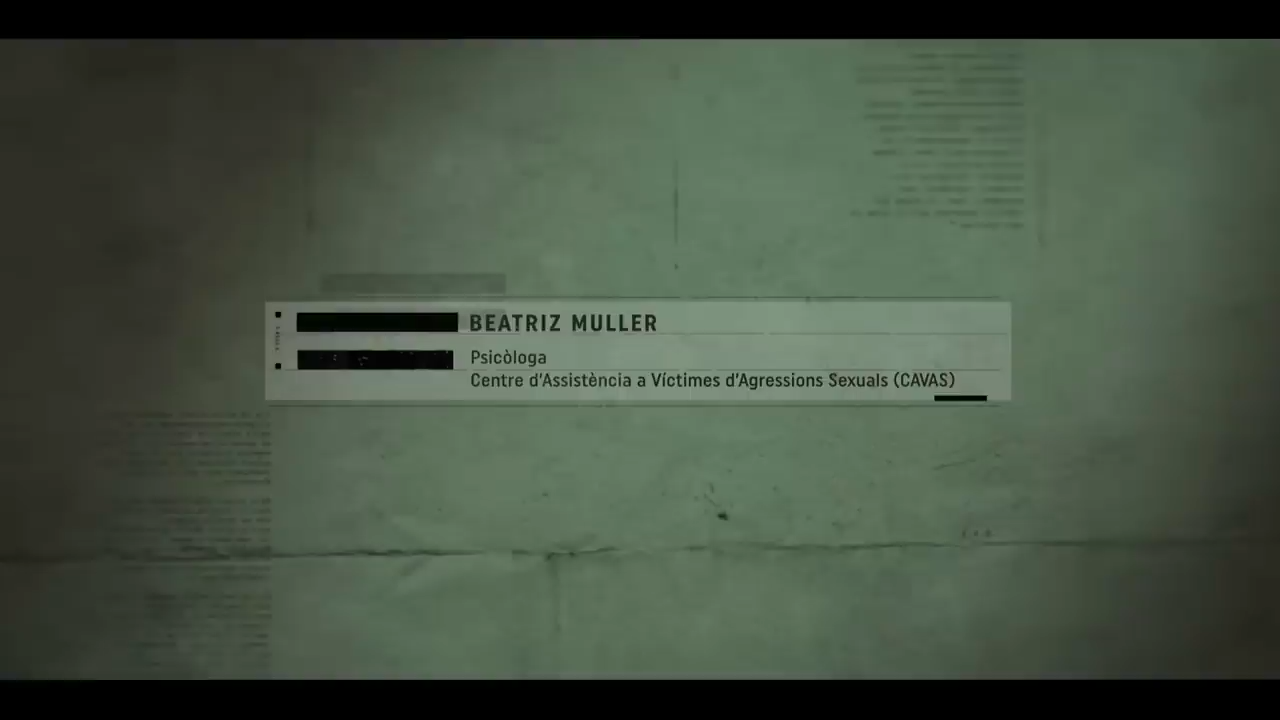 BEATRIZ MULLER
Psicòloga
Centre d'Assistència a Víctimes d'Agressions Sexuals (CAVAS)